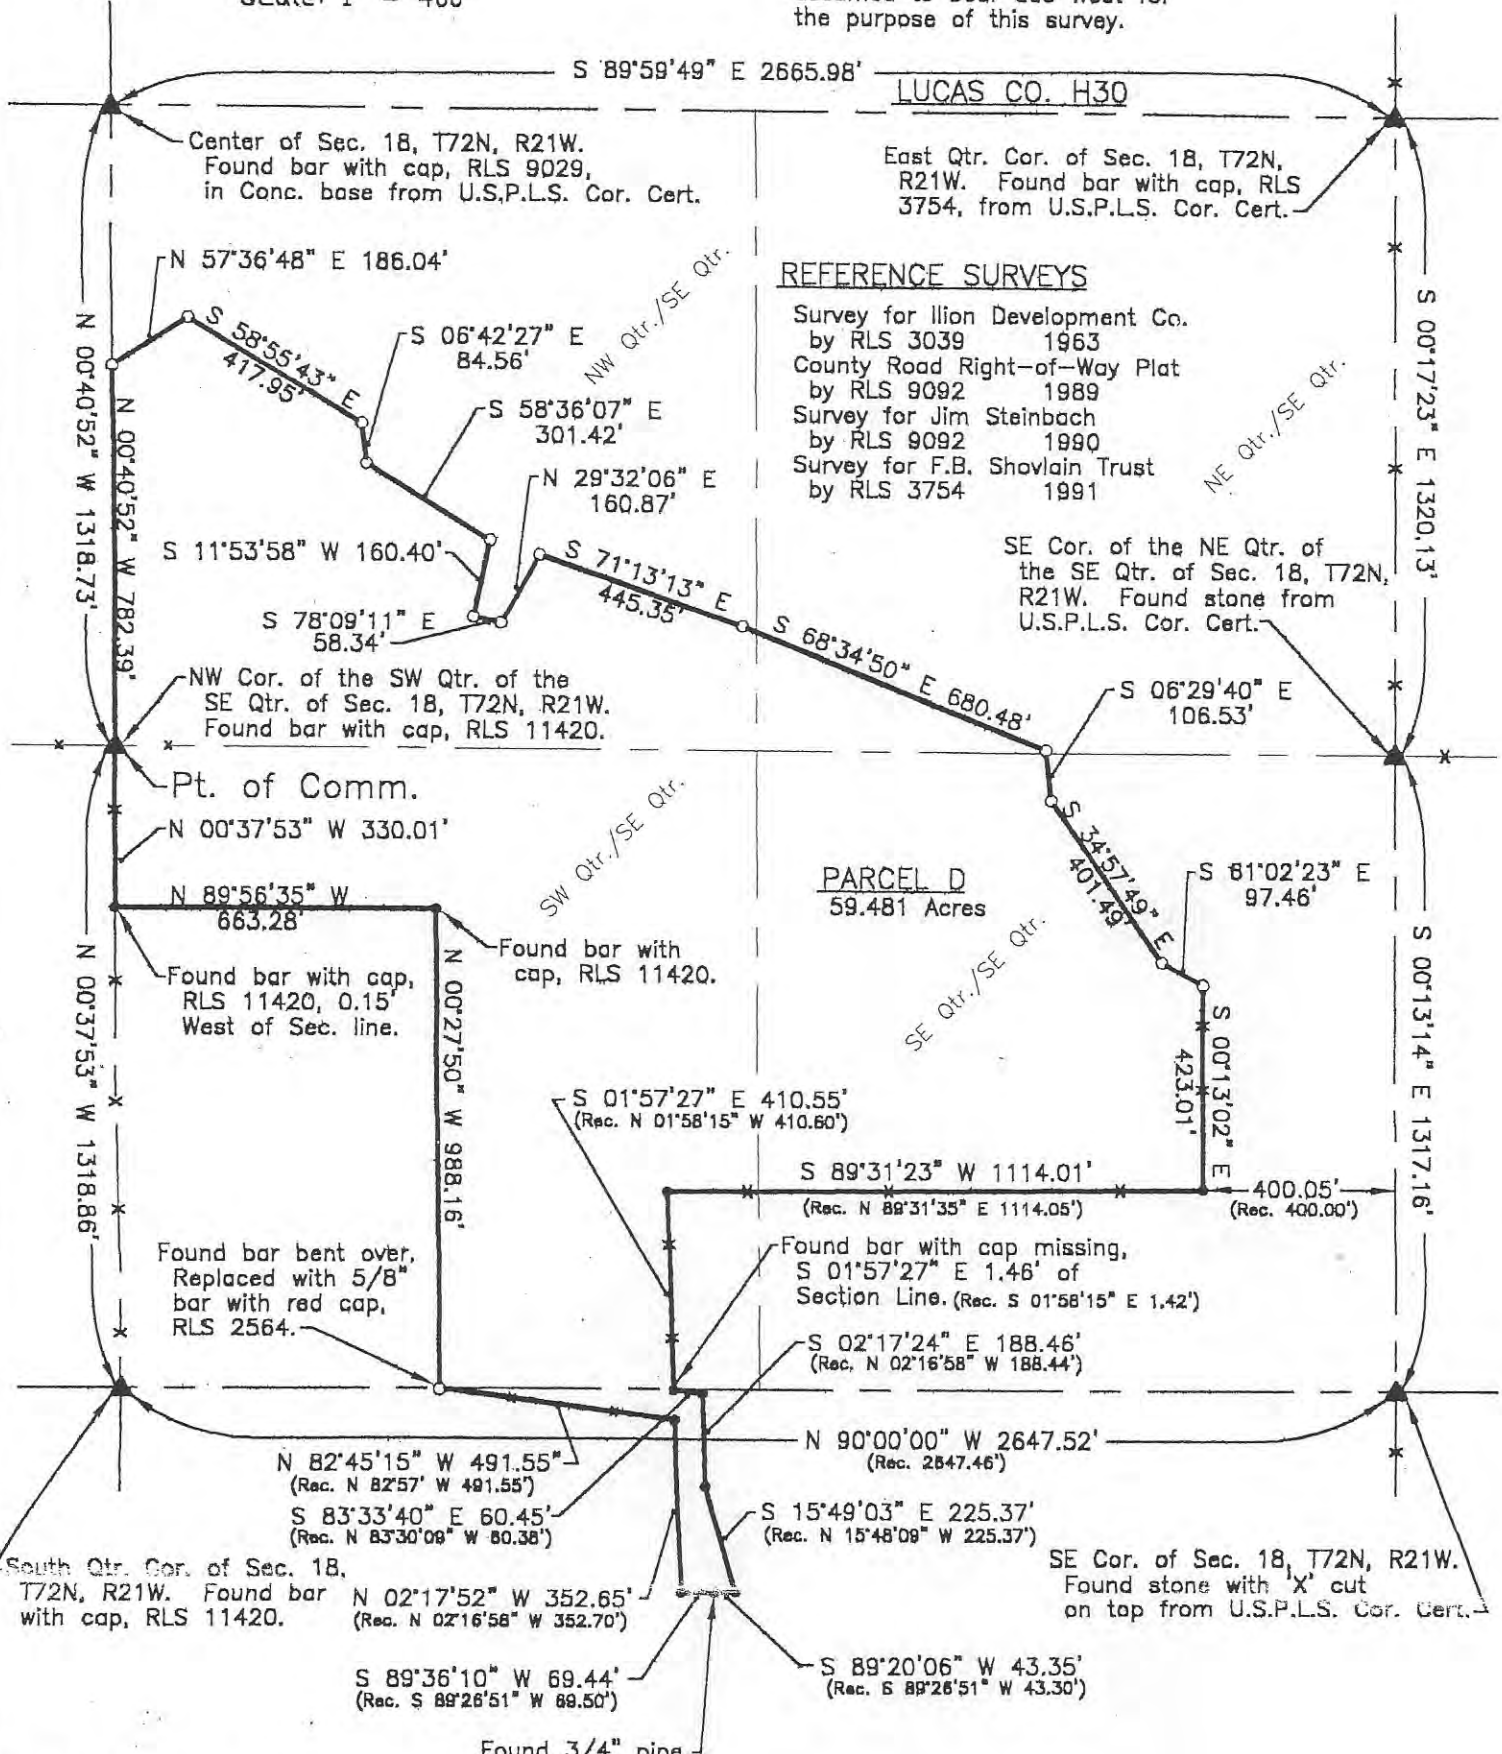 the purpose of this survey.
S 89°59'49" E 2665.98'
LUCAS CO. H30
Center of Sec. 18, T72N, R21W.
Found bar with cap, RLS 9029,
in Conc. base from U.S.P.L.S. Cor. Cert.
East Qtr. Cor. of Sec. 18, T72N,
R21W. Found bar with cap, RLS
3754, from U.S.P.L.S. Cor. Cert.
N 57°36'48" E 186.04'
S 58°55'43" E
417.95'
S 06°42'27" E
84.56'
NW Qtr./SE Qtr.
S 58°36'07" E
301.42'
N 29°32'06" E
160.87'
REFERENCE SURVEYS
Survey for Ilion Development Co.
by RLS 3039 1963
County Road Right-of-Way Plat
by RLS 9092 1989
Survey for Jim Steinbach
by RLS 9092 1990
Survey for F.B. Shovlain Trust
by RLS 3754 1991
NE Qtr./SE Qtr.
S 00°17'23" E 1320.13'
N 00°40'52" W 1318.73'
N 00°40'52" W 782.39'
S 11°53'58" W 160.40'
S 78°09'11" E
58.34'
S 71°13'13" E
445.35'
S 68°34'50" E 680.48'
SE Cor. of the NE Qtr. of
the SE Qtr. of Sec. 18, T72N,
R21W. Found stone from
U.S.P.L.S. Cor. Cert.
S 06°29'40" E
106.53'
NW Cor. of the SW Qtr. of the
SE Qtr. of Sec. 18, T72N, R21W.
Found bar with cap, RLS 11420.
Pt. of Comm.
N 00°37'53" W 330.01'
N 89°56'35" W
663.28'
SW Qtr./SE Qtr.
PARCEL D
59.481 Acres
S 34°57'49" E
401.49'
97.46'
SE Qtr./SE Qtr.
Found bar with
cap, RLS 11420.
Found bar with cap,
RLS 11420, 0.15'
West of Sec. line.
N 00°37'53" W 1318.86'
N 00°27'50" W 988.16'
S 00°13'02" E
423.01'
S 00°13'14" E 1317.16'
S 01°57'27" E 410.55'
(Rec. N 01°58'15" W 410.60')
S 89°31'23" W 1114.01'
(Rec. N 89°31'35" E 1114.05')
400.05'
(Rec. 400.00')
Found bar bent over,
Replaced with 5/8"
bar with red cap,
RLS 2564.
Found bar with cap missing,
S 01°57'27" E 1.46' of
Section Line. (Rec. S 01°58'15" E 1.42')
S 02°17'24" E 188.46'
(Rec. N 02°16'58" W 188.44')
N 90°00'00" W 2647.52'
(Rec. 2647.46')
N 82°45'15" W 491.55"
(Rec. N 82°57' W 491.55')
S 83°33'40" E 60.45'
(Rec. N 83°30'09" W 60.38')
S 15°49'03" E 225.37'
(Rec. N 15°48'09" W 225.37')
South Qtr. Cor. of Sec. 18,
T72N, R21W. Found bar
with cap, RLS 11420.
N 02°17'52" W 352.65'
(Rec. N 02°16'58" W 352.70')
SE Cor. of Sec. 18, T72N, R21W.
Found stone with 'X' cut
on top from U.S.P.L.S. Cor. Cert.
S 89°36'10" W 69.44'
(Rec. S 89°26'51" W 69.50')
S 89°20'06" W 43.35'
(Rec. S 89°26'51" W 43.30')
Found 3/4" pipe